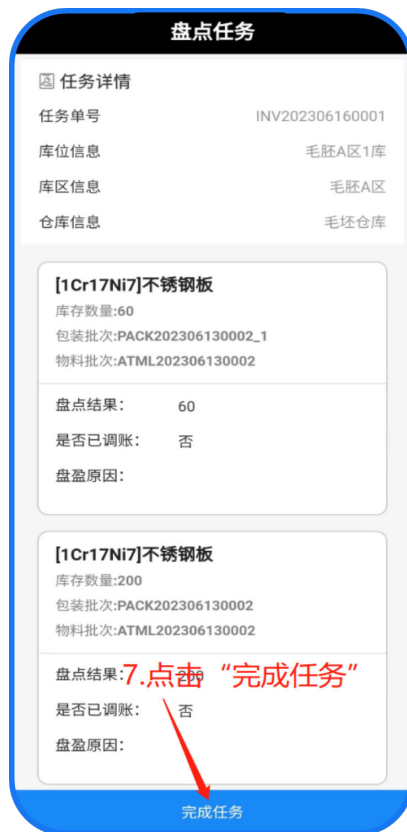 盘点任务
任务详情
任务单号 INV202306160001
库位信息 毛胚A区1库
库区信息 毛胚A区
仓库信息 毛坯仓库
[1Cr17Ni7]不锈钢板
库存数量:60
包装批次:PACK202306130002_1
物料批次:ATML202306130002
盘点结果: 60
是否已调账: 否
盘盈原因:
[1Cr17Ni7]不锈钢板
库存数量:200
包装批次:PACK202306130002
物料批次:ATML202306130002
盘点结果: 200
7.点击“完成任务”
是否已调账: 否
盘盈原因:
完成任务